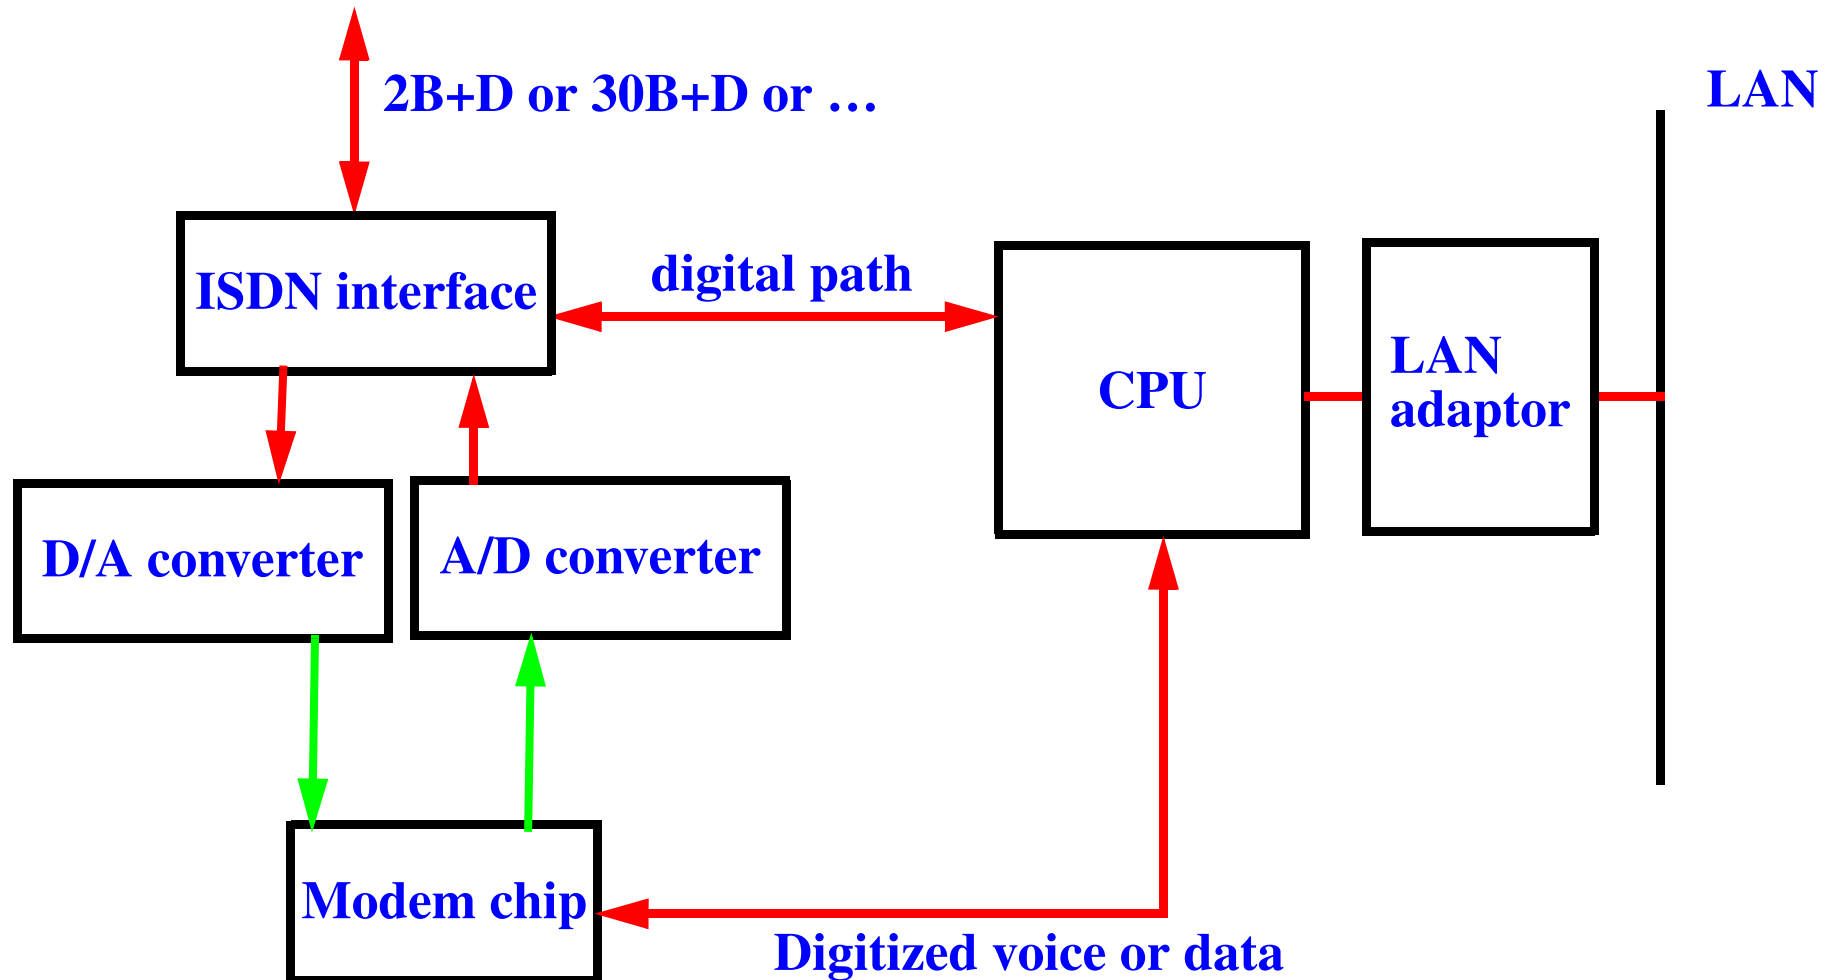 2B+D or 30B+D or …
LAN
ISDN interface
digital path
CPU
LAN
adaptor
D/A converter
A/D converter
Modem chip
Digitized voice or data